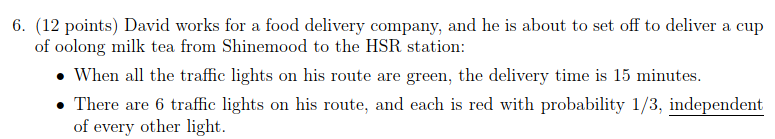 6. (12 points) David works for a food delivery company, and he is about to set off to deliver a cup
of oolong milk tea from Shinemood to the HSR station:
• When all the traffic lights on his route are green, the delivery time is 15 minutes.
• There are 6 traffic lights on his route, and each is red with probability 1/3, independent
of every other light.